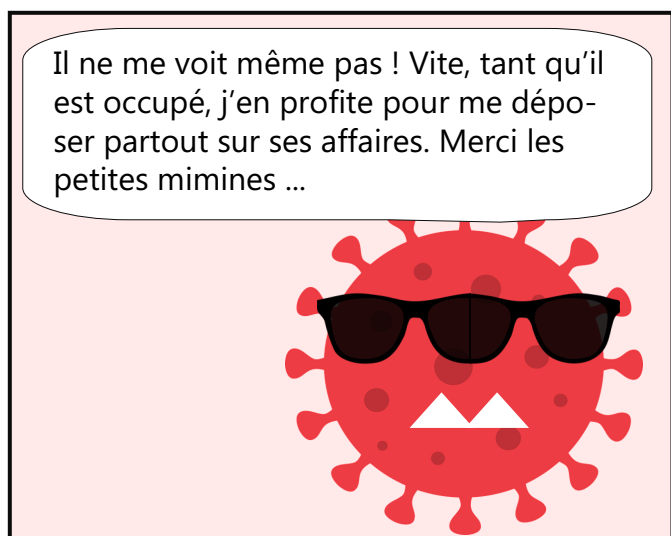 Il ne me voit même pas ! Vite, tant qu’il
est occupé, j’en profite pour me dépo-
ser partout sur ses affaires. Merci les
petites mimines ...